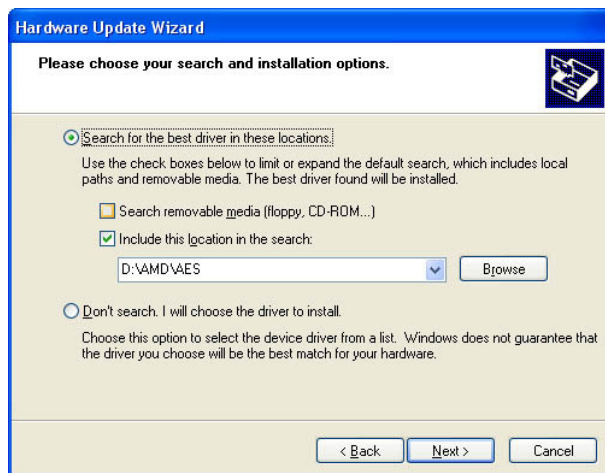 Hardware Update Wizard
Please choose your search and installation options.
Search for the best driver in these locations.
Use the check boxes below to limit or expand the default search, which includes local
paths and removable media. The best driver found will be installed.
Search removable media (floppy, CD-ROM...)
Include this location in the search:
D:\AMD\AES
Browse
Don't search. I will choose the driver to install.
Choose this option to select the device driver from a list. Windows does not guarantee that
the driver you choose will be the best match for your hardware.
< Back
Next >
Cancel